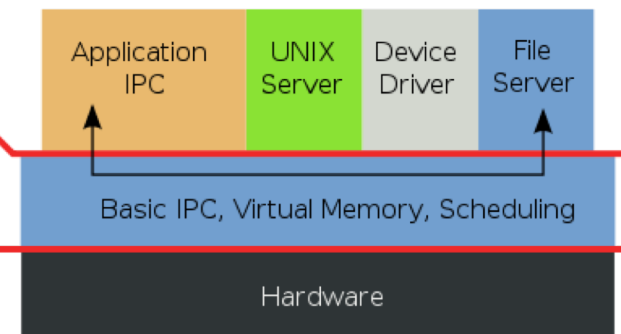 Application
IPC
UNIX
Server
Device
Driver
File
Server
Basic IPC, Virtual Memory, Scheduling
Hardware